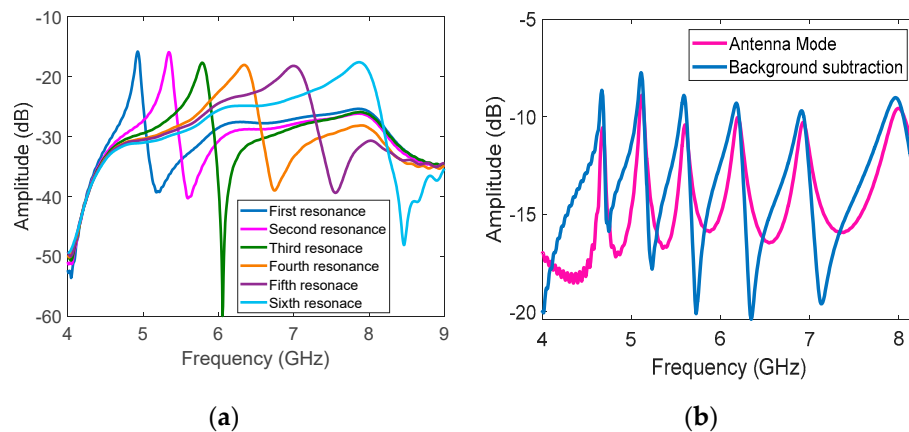 -10
-20
-30
-40
-50
-60
Amplitude (dB)
4 5 6 7 8 9
Frequency (GHz)
First resonance
Second resonance
Third resonace
Fourth resonance
Fifth resonance
Sixth resonace
(a)
-5
-10
-15
-20
Amplitude (dB)
4 5 6 7 8
Frequency (GHz)
Antenna Mode
Background subtraction
(b)